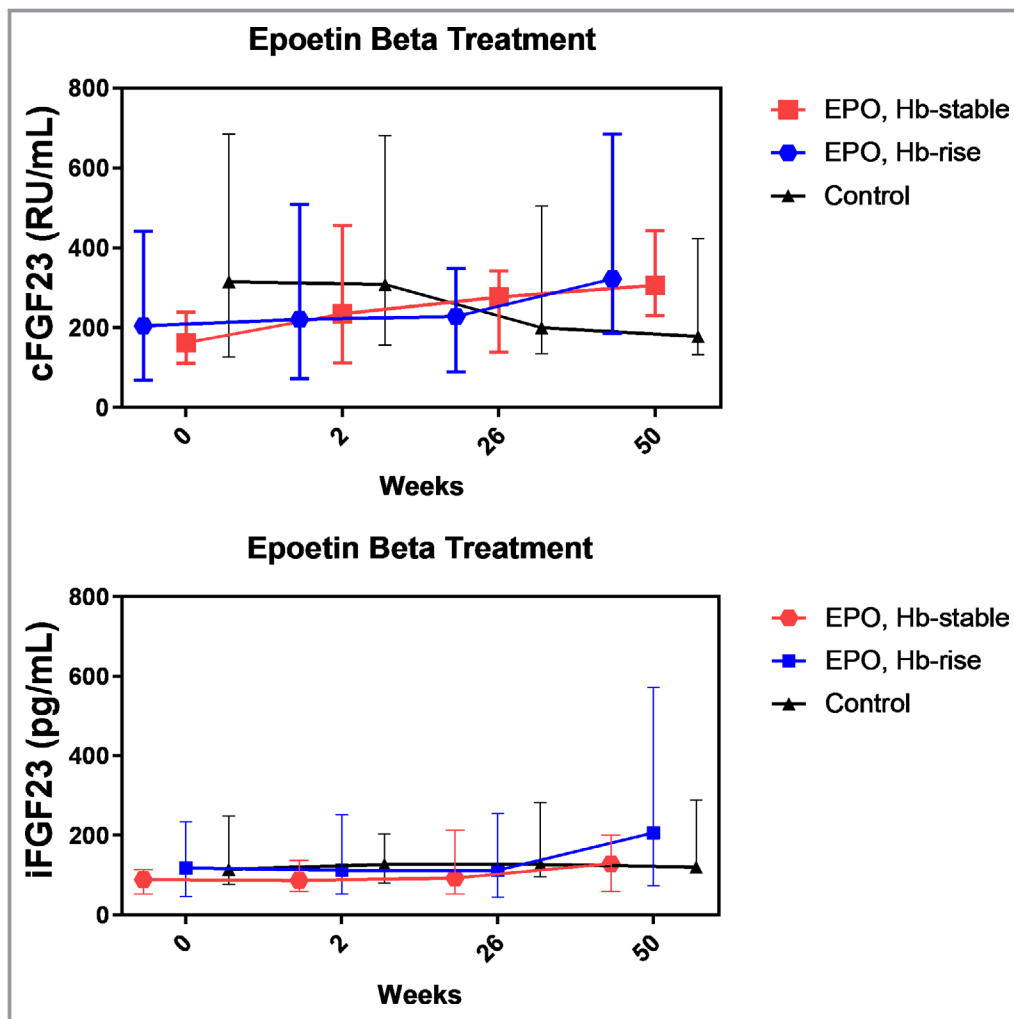 Epoetin Beta Treatment
cFGF23 (RU/mL)
800
600
400
200
0
0
2
26
50
Weeks
EPO, Hb-stable
EPO, Hb-rise
Control
Epoetin Beta Treatment
iFGF23 (pg/mL)
800
600
400
200
0
0
2
26
50
Weeks
EPO, Hb-stable
EPO, Hb-rise
Control